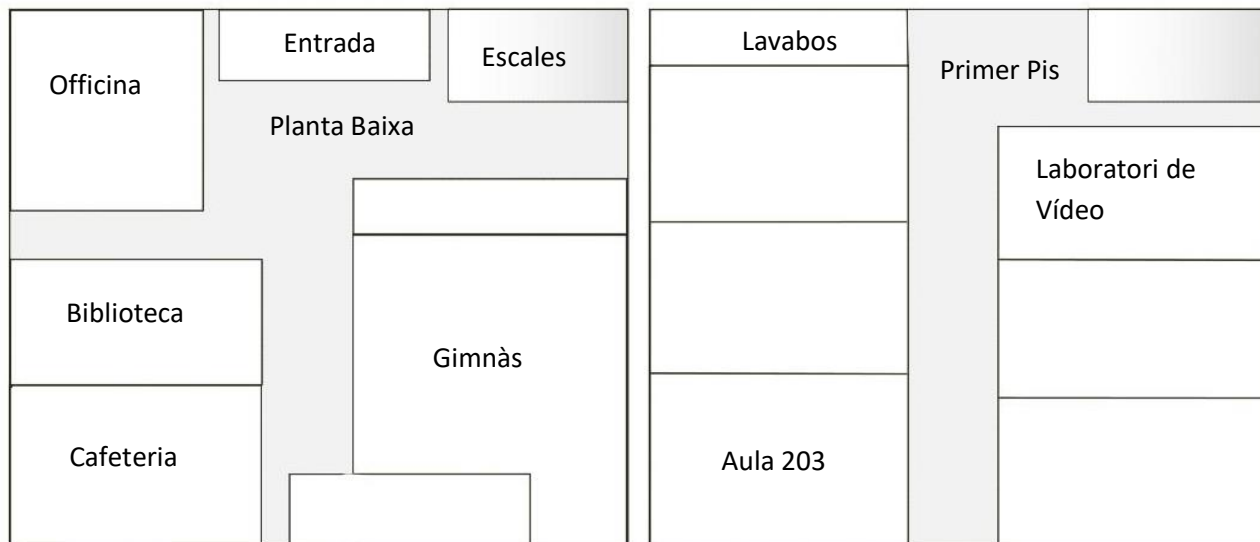 Officina
Entrada
Escales
Planta Baixa
Biblioteca
Gimnàs
Cafeteria
Lavabos
Primer Pis
Laboratori de
Vídeo
Aula 203